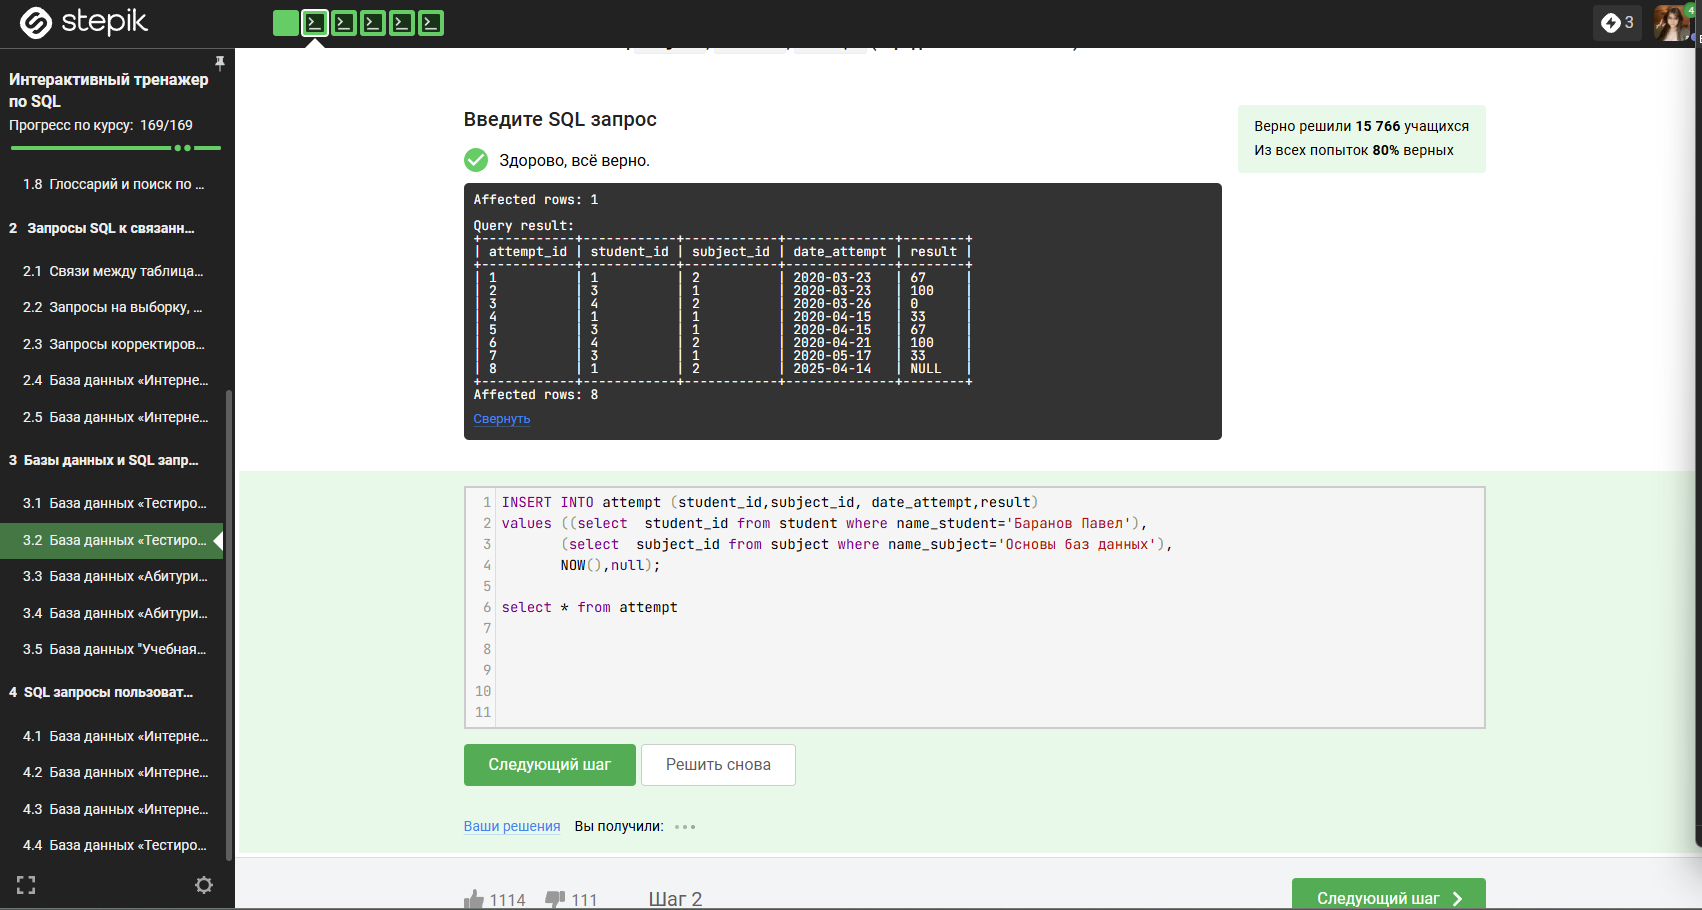 stepik
3
4
Интерактивный тренажер
по SQL
Прогресс по курсу: 169/169
1.8 Глоссарий и поиск по ...
2 Запросы SQL к связанн...
2.1 Связи между таблица...
2.2 Запросы на выборку, ...
2.3 Запросы корректиров...
2.4 База данных «Интерне...
2.5 База данных «Интерне...
3 Базы данных и SQL запр...
3.1 База данных «Тестиро...
3.2 База данных «Тестиро...
3.3 База данных «Абитури...
3.4 База данных «Абитури...
3.5 База данных "Учебная...
4 SQL запросы пользоват...
4.1 База данных «Интерне...
4.2 База данных «Интерне...
4.3 База данных «Интерне...
4.4 База данных «Тестиро...
Введите SQL запрос
Здорово, всё верно.
Верно решили 15 766 учащихся
Из всех попыток 80% верных
Affected rows: 1
Query result:
+------------+------------+------------+--------------+--------+
| attempt_id | student_id | subject_id | date_attempt | result |
+------------+------------+------------+--------------+--------+
| 1 | 1 | 2 | 2020-03-23 | 67 |
| 2 | 3 | 1 | 2020-03-23 | 100 |
| 3 | 4 | 2 | 2020-03-26 | 0 |
| 4 | 1 | 1 | 2020-04-15 | 33 |
| 5 | 3 | 1 | 2020-04-15 | 67 |
| 6 | 4 | 2 | 2020-04-21 | 100 |
| 7 | 3 | 1 | 2020-05-17 | 33 |
| 8 | 1 | 2 | 2025-04-14 | NULL |
+------------+------------+------------+--------------+--------+
Affected rows: 8
Свернуть
1 INSERT INTO attempt (student_id,subject_id, date_attempt,result)
2 values ((select  student_id from student where name_student='Баранов Павел'),
3 (select  subject_id from subject where name_subject='Основы баз данных'),
4 NOW(),null);
5
6 select * from attempt
7
8
9
10
11
Следующий шаг
Решить снова
Ваши решения Вы получили:
1114 111 Шаг 2
Следующий шаг